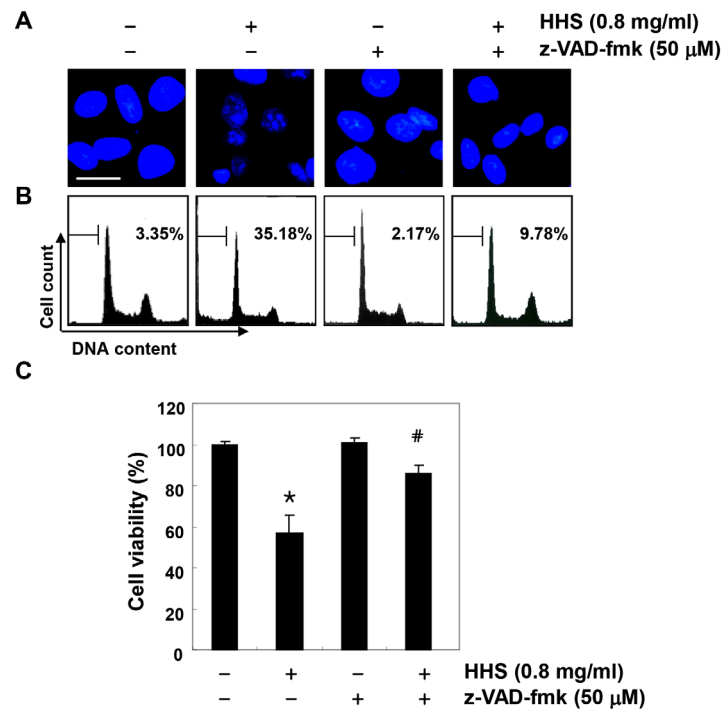 A
– + – + HHS (0.8 mg/ml)
– – + + z-VAD-fmk (50 μM)
B
3.35% 35.18% 2.17% 9.78%
Cell count
DNA content
C
120
100
80
60
40
20
0
Cell viability (%)
*
#
– + – + HHS (0.8 mg/ml)
– – + + z-VAD-fmk (50 μM)